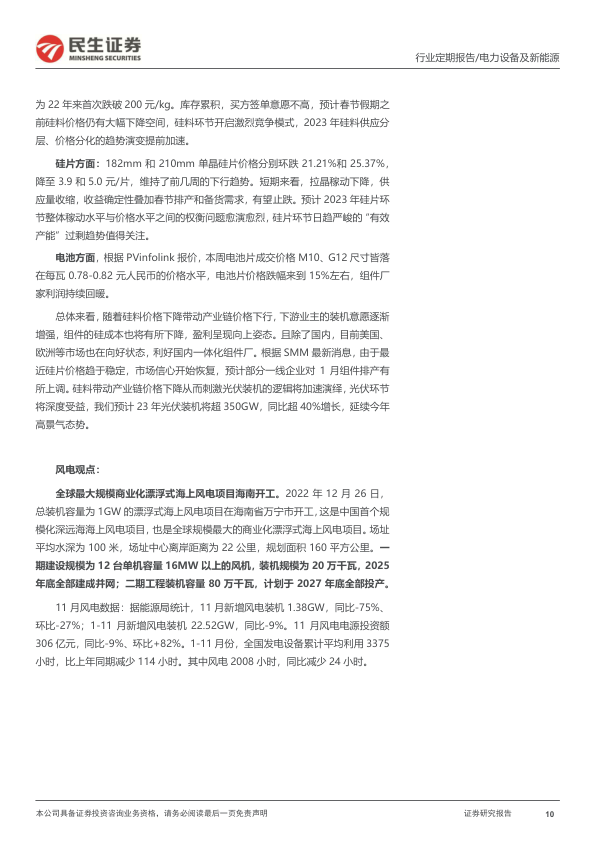 民生证券
MINSHENG SECURITIES
行业定期报告/电力设备及新能源
为 22 年来首次跌破 200 元/kg。库存累积，买方签单意愿不高，预计春节假期之
前硅料价格仍有大幅下降空间，硅料环节开启激烈竞争模式，2023 年硅料供应分
层、价格分化的趋势演变提前加速。
硅片方面：182mm 和 210mm 单晶硅片价格分别环跌 21.21%和 25.37%，
降至 3.9 和 5.0 元/片，维持了前几周的下行趋势。短期来看，拉晶稼动下降，供
应量收缩，收益确定性叠加春节排产和备货需求，有望止跌。预计 2023 年硅片环
节整体稼动水平与价格水平之间的权衡问题愈演愈烈，硅片环节日趋严峻的“有效
产能”过剩趋势值得关注。
电池方面，根据 PVinfolink 报价，本周电池片成交价格 M10、G12 尺寸皆落
在每瓦 0.78-0.82 元人民币的价格水平，电池片价格跌幅来到 15%左右，组件厂
家利润持续回暖。
总体来看，随着硅料价格下降带动产业链价格下行，下游业主的装机意愿逐渐
增强，组件的硅成本也将有所下降，盈利呈现向上姿态。且除了国内，目前美国、
欧洲等市场也在向好状态，利好国内一体化组件厂。根据 SMM 最新消息，由于最
近硅片价格趋于稳定，市场信心开始恢复，预计部分一线企业对 1 月组件排产有
所上调。硅料带动产业链价格下降从而刺激光伏装机的逻辑将加速演绎，光伏环节
将深度受益，我们预计 23 年光伏装机将超 350GW，同比超 40%增长，延续今年
高景气态势。
风电观点：
全球最大规模商业化漂浮式海上风电项目海南开工。2022 年 12 月 26 日，
总装机容量为 1GW 的漂浮式海上风电项目在海南省万宁市开工，这是中国首个规
模化深远海海上风电项目，也是全球规模最大的商业化漂浮式海上风电项目。场址
平均水深为 100 米，场址中心离岸距离为 22 公里，规划面积 160 平方公里。一
期建设规模为 12 台单机容量 16MW 以上的风机，装机规模为 20 万千瓦，2025
年底全部建成并网；二期工程装机容量 80 万千瓦，计划于 2027 年底全部投产。
11 月风电数据：据能源局统计，11 月新增风电装机 1.38GW，同比-75%、
环比-27%；1-11 月新增风电装机 22.52GW，同比-9%。11 月风电电源投资额
306 亿元，同比-9%、环比+82%。1-11 月份，全国发电设备累计平均利用 3375
小时，比上年同期减少 114 小时。其中风电 2008 小时，同比减少 24 小时。
本公司具备证券投资咨询业务资格，请务必阅读最后一页免责声明
证券研究报告
10